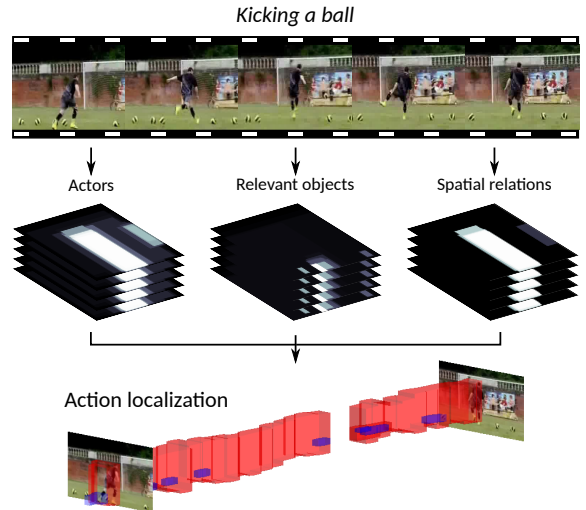 Kicking a ball
Actors
Relevant objects
Spatial relations
Action localization